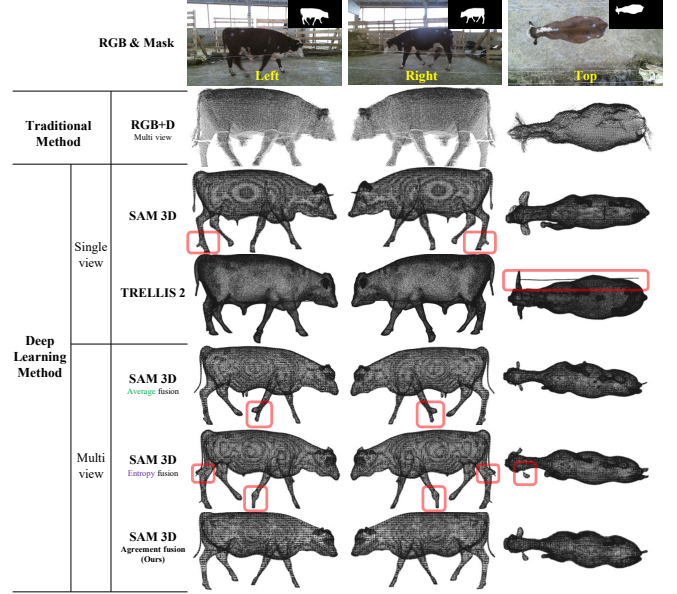 RGB & Mask
Left
Right
Top
Traditional
Method
RGB+D
Multi view
Deep
Learning
Method
Single
view
SAM 3D
TRELLIS 2
Multi
view
SAM 3D
Average fusion
SAM 3D
Entropy fusion
SAM 3D
Agreement fusion
(Ours)